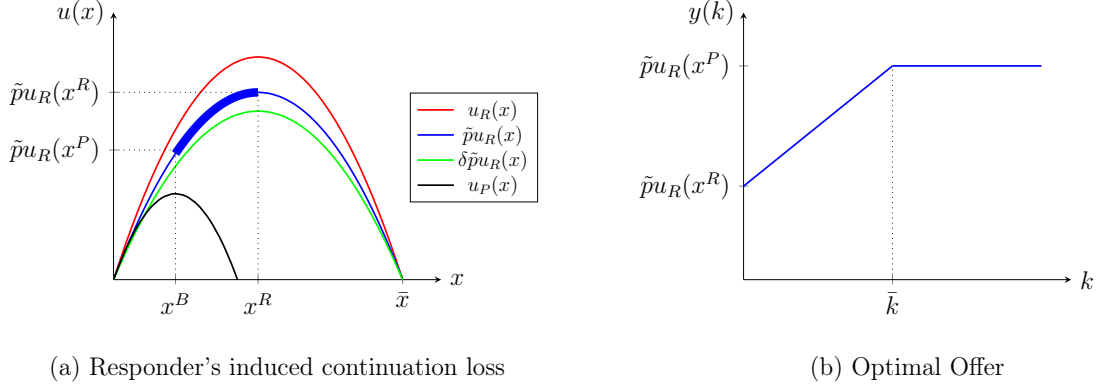 u(x)
p̃u_R(x^R)
p̃u_R(x^P)
x^B
x^R
x̄
x
u_R(x)
p̃u_R(x)
δp̃u_R(x)
u_P(x)
(a) Responder's induced continuation loss
y(k)
p̃u_R(x^P)
p̃u_R(x^R)
k̄
k
(b) Optimal Offer